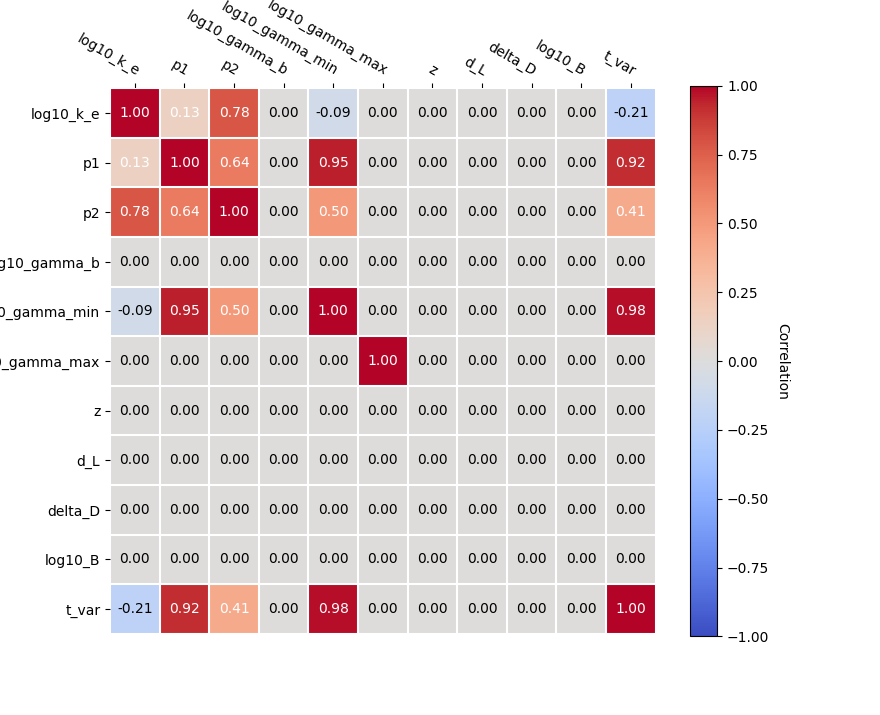 log10_k_e p1 p2 log10_gamma_b log10_gamma_min log10_gamma_max z d_L delta_D log10_B t_var
log10_k_e 1.00 0.13 0.78 0.00 -0.09 0.00 0.00 0.00 0.00 0.00 -0.21
p1 0.13 1.00 0.64 0.00 0.95 0.00 0.00 0.00 0.00 0.00 0.92
p2 0.78 0.64 1.00 0.00 0.50 0.00 0.00 0.00 0.00 0.00 0.41
g10_gamma_b 0.00 0.00 0.00 0.00 0.00 0.00 0.00 0.00 0.00 0.00 0.00
0_gamma_min -0.09 0.95 0.50 0.00 1.00 0.00 0.00 0.00 0.00 0.00 0.98
_gamma_max 0.00 0.00 0.00 0.00 0.00 1.00 0.00 0.00 0.00 0.00 0.00
z 0.00 0.00 0.00 0.00 0.00 0.00 0.00 0.00 0.00 0.00 0.00
d_L 0.00 0.00 0.00 0.00 0.00 0.00 0.00 0.00 0.00 0.00 0.00
delta_D 0.00 0.00 0.00 0.00 0.00 0.00 0.00 0.00 0.00 0.00 0.00
log10_B 0.00 0.00 0.00 0.00 0.00 0.00 0.00 0.00 0.00 0.00 0.00
t_var -0.21 0.92 0.41 0.00 0.98 0.00 0.00 0.00 0.00 0.00 1.00
1.00
0.75
0.50
0.25
0.00
−0.25
−0.50
−0.75
−1.00
Correlation